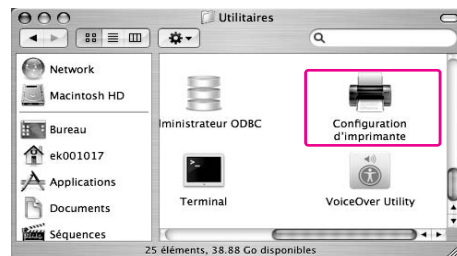 Utilitaires
Network
Macintosh HD
Bureau
ek001017
Applications
Documents
Séquences
lministrateur ODBC
Configuration
d'imprimante
Terminal
VoiceOver Utility
25 éléments, 38.88 Go disponibles